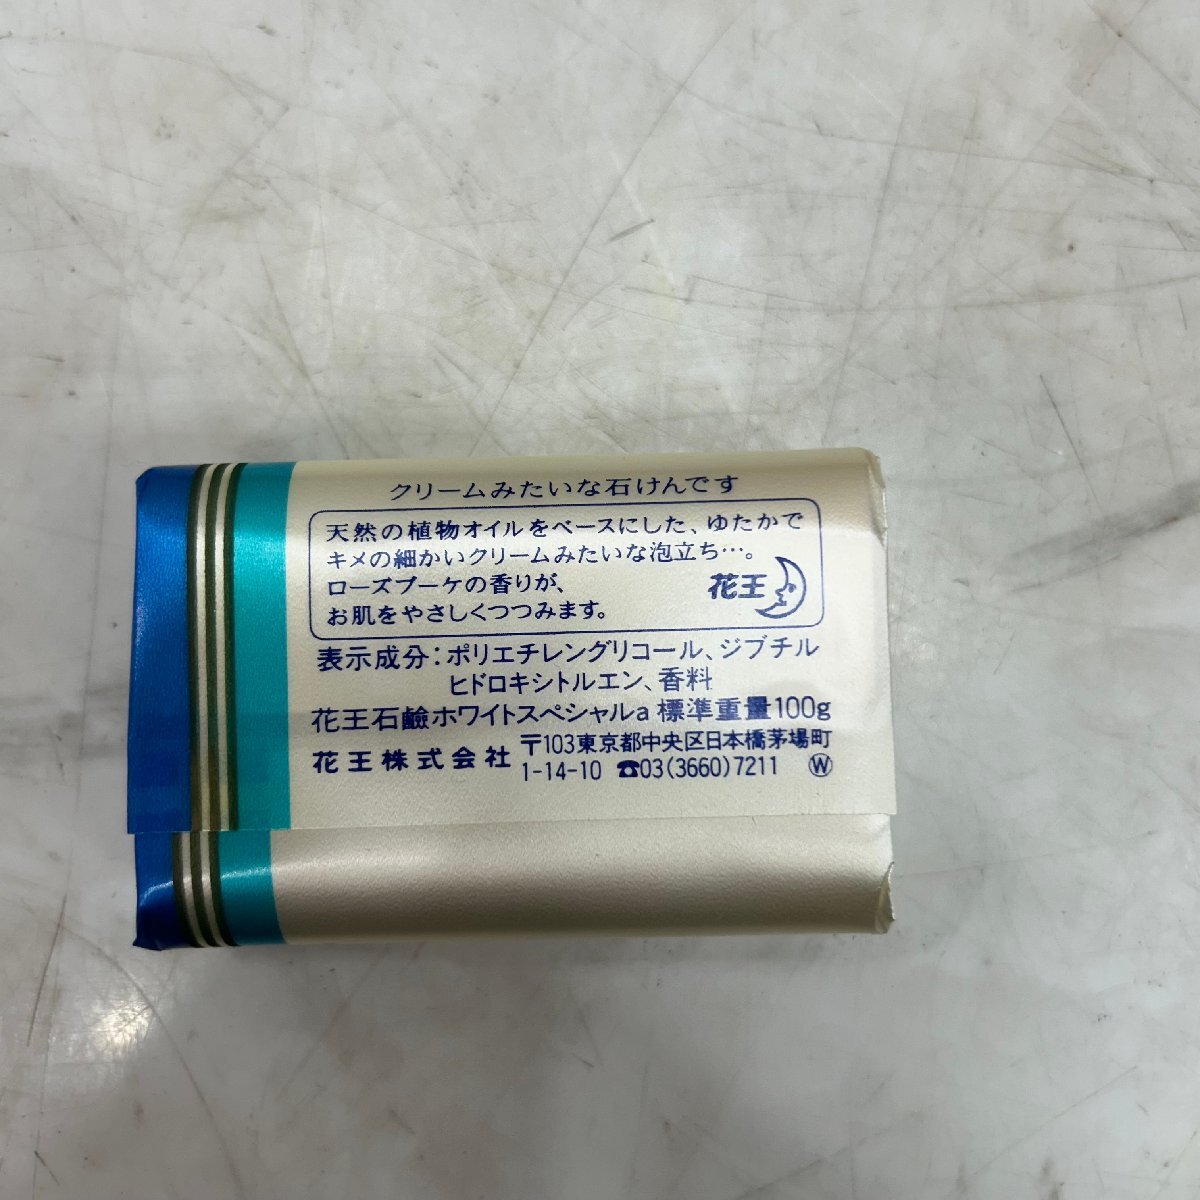 クリームみたいな石けんです
天然の植物オイルをベースにした、ゆたかで
キメの細かいクリームみたいな泡立ち…。
ローズブーケの香りが、
お肌をやさしくつつみます。
花王
表示成分：ポリエチレングリコール、ジブチル
ヒドロキシトルエン、香料
花王石鹼ホワイトスペシャルa 標準重量100g
花王株式会社 〒103東京都中央区日本橋茅場町
1-14-10 ☎03(3660)7211 Ⓦ